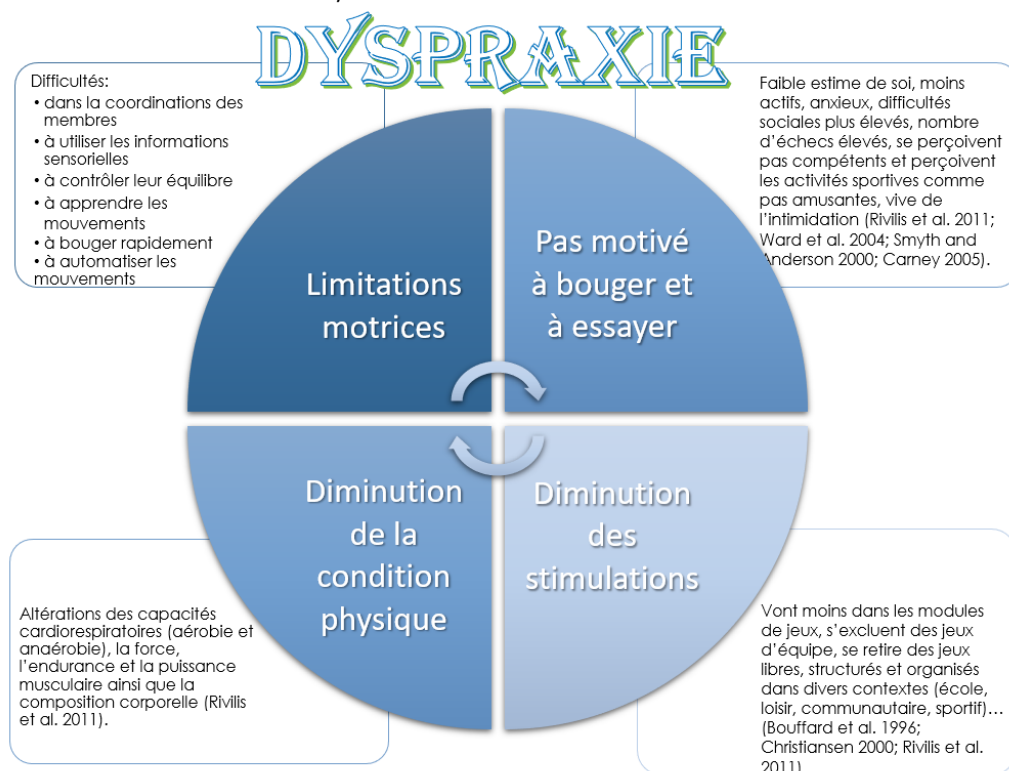 DYSPRAXIE
Difficultés:
• dans la coordinations des
membres
• à utiliser les informations
sensorielles
• à contrôler leur équilibre
• à apprendre les
mouvements
• à bouger rapidement
• à automatiser les
mouvements
Faible estime de soi, moins
actifs, anxieux, difficultés
sociales plus élevés, nombre
d'échecs élevés, se perçoivent
pas compétents et perçoivent
les activités sportives comme
pas amusantes, vive de
l'intimidation (Rivilis et al. 2011;
Ward et al. 2004; Smyth and
Anderson 2000; Carney 2005).
Limitations
motrices
Pas motivé
à bouger et
à essayer
Diminution
de la
condition
physique
Diminution
des
stimulations
Altérations des capacités
cardiorespiratoires (aérobie et
anaérobie), la force,
l'endurance et la puissance
musculaire ainsi que la
composition corporelle (Rivilis
et al. 2011).
Vont moins dans les modules
de jeux, s'excluent des jeux
d'équipe, se retire des jeux
libres, structurés et organisés
dans divers contextes (école,
loisir, communautaire, sportif)…
(Bouffard et al. 1996;
Christiansen 2000; Rivilis et al.
2011)